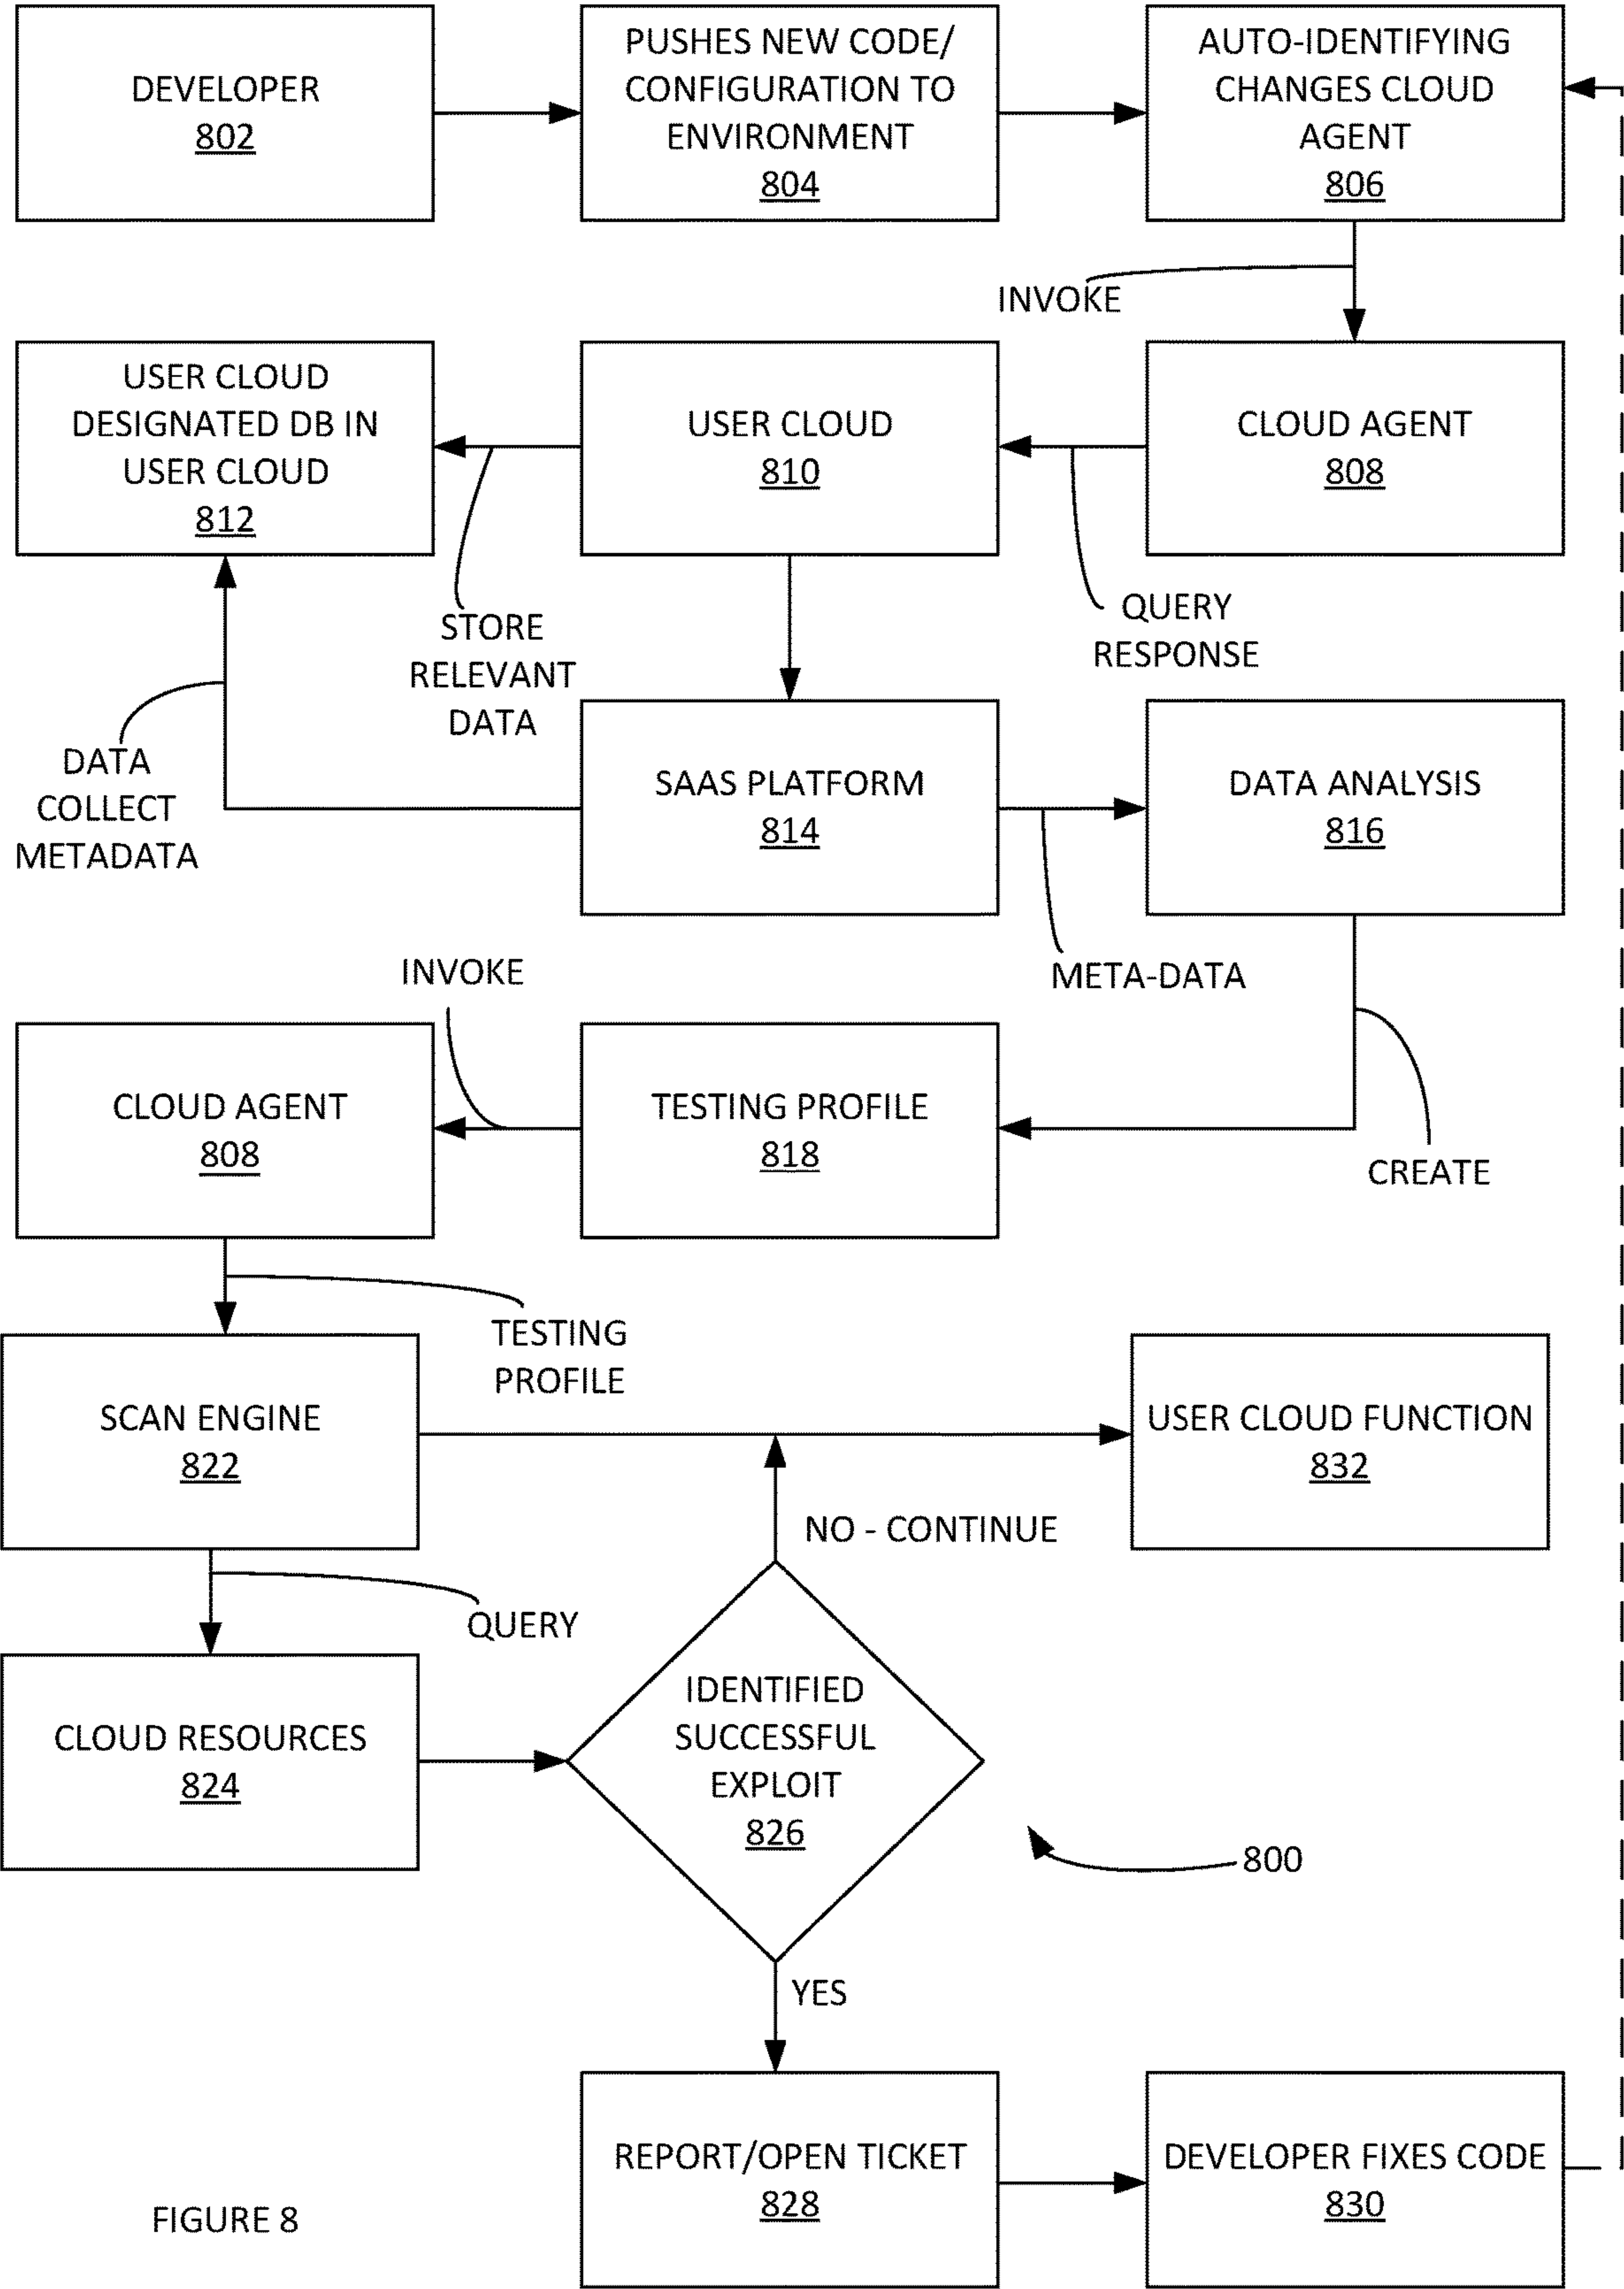 DEVELOPER
802
PUSHES NEW CODE/
CONFIGURATION TO
ENVIRONMENT
804
AUTO-IDENTIFYING
CHANGES CLOUD
AGENT
806
INVOKE
USER CLOUD
DESIGNATED DB IN
USER CLOUD
812
USER CLOUD
810
CLOUD AGENT
808
STORE
RELEVANT
DATA
QUERY
RESPONSE
DATA
COLLECT
METADATA
SAAS PLATFORM
814
DATA ANALYSIS
816
META-DATA
INVOKE
CLOUD AGENT
808
TESTING PROFILE
818
CREATE
TESTING
PROFILE
SCAN ENGINE
822
USER CLOUD FUNCTION
832
NO - CONTINUE
QUERY
CLOUD RESOURCES
824
IDENTIFIED
SUCCESSFUL
EXPLOIT
826
800
YES
REPORT/OPEN TICKET
828
DEVELOPER FIXES CODE
830
FIGURE 8